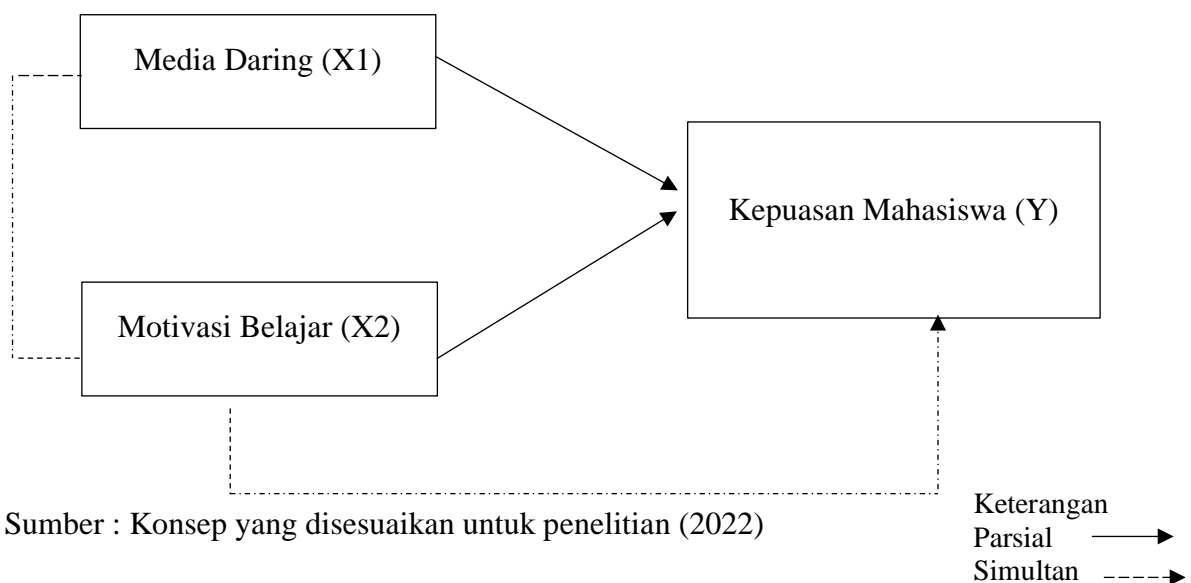 Media Daring (X1)
Kepuasan Mahasiswa (Y)
Motivasi Belajar (X2)
Sumber : Konsep yang disesuaikan untuk penelitian (2022)
Keterangan
Parsial
Simultan